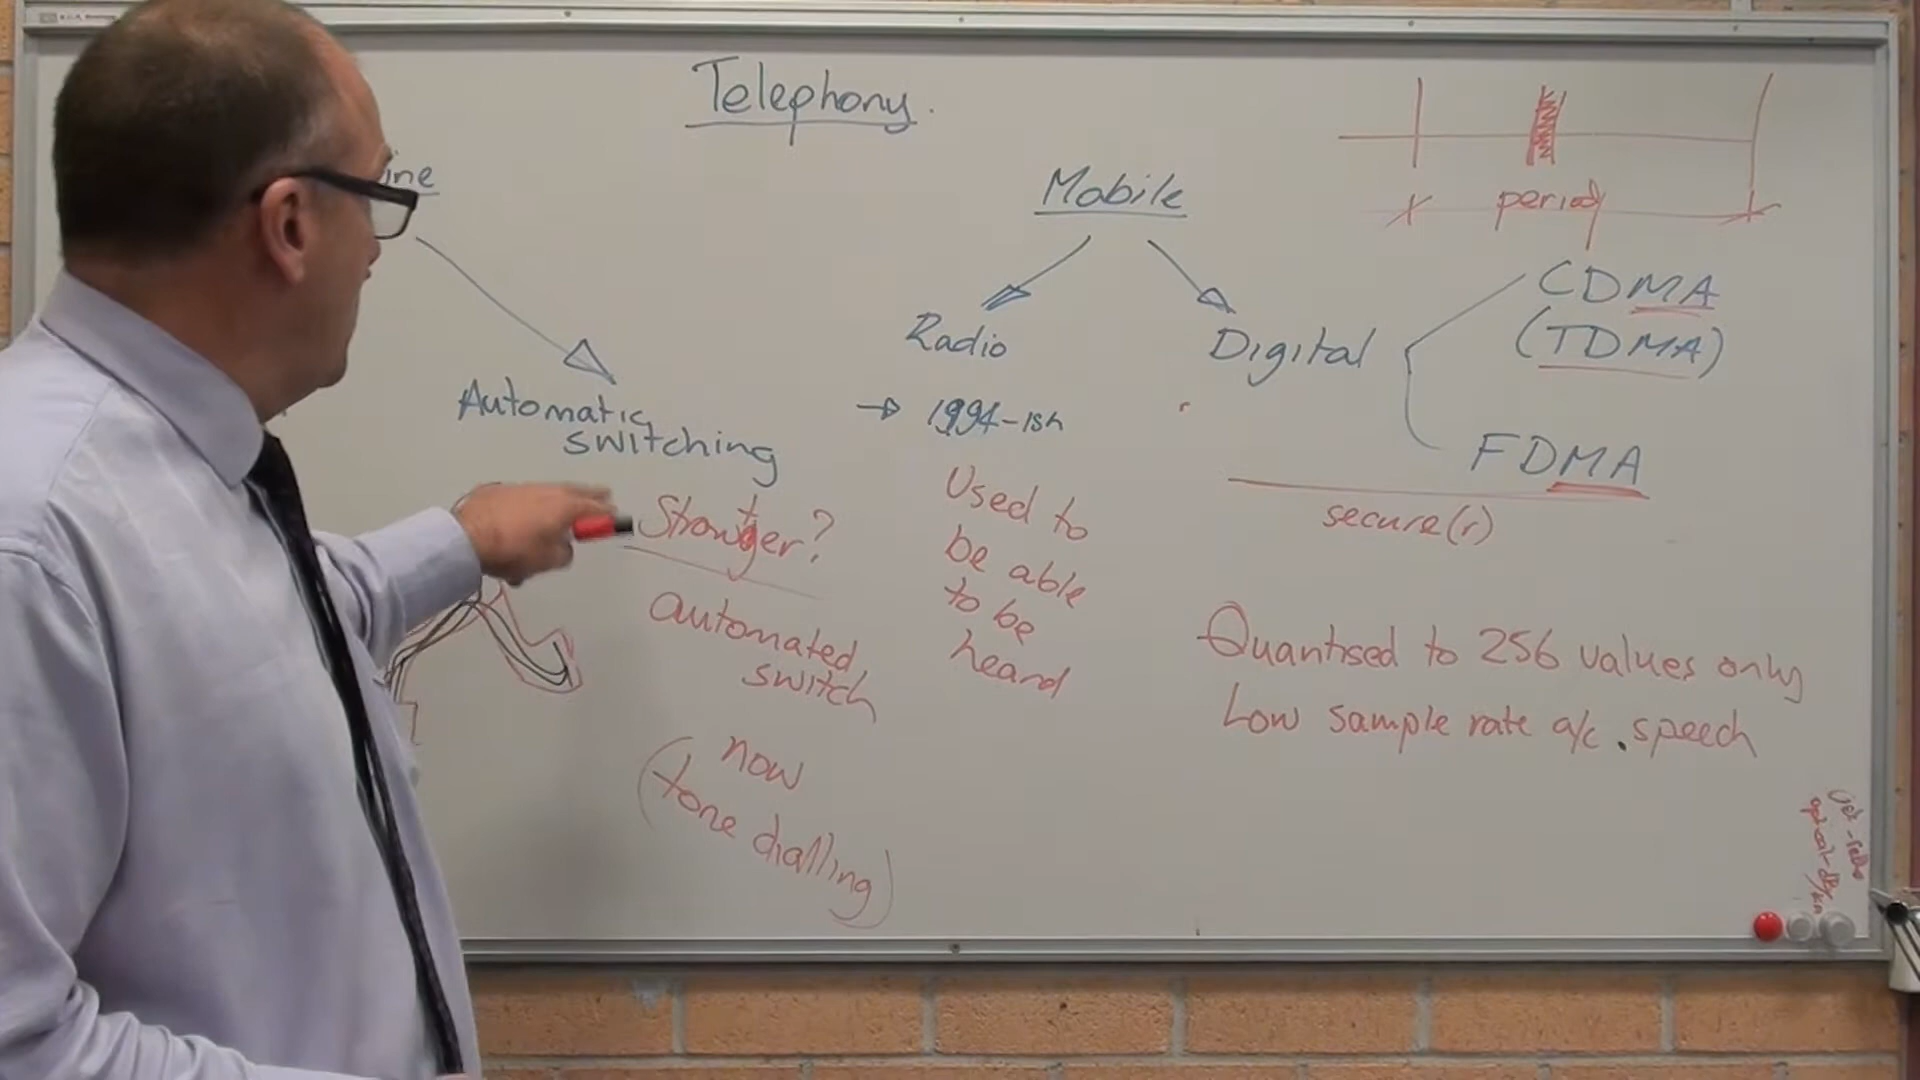 Telephony.
ine
Mobile
period
CDMA
(TDMA)
Radio
Digital
Automatic
switching
→ 1994-ish
FDMA
Used to
be able
to be
heard
secure(r)
automated
switch
Quantised to 256 values only
Low sample rate a/c . speech
now
(tone dialling)